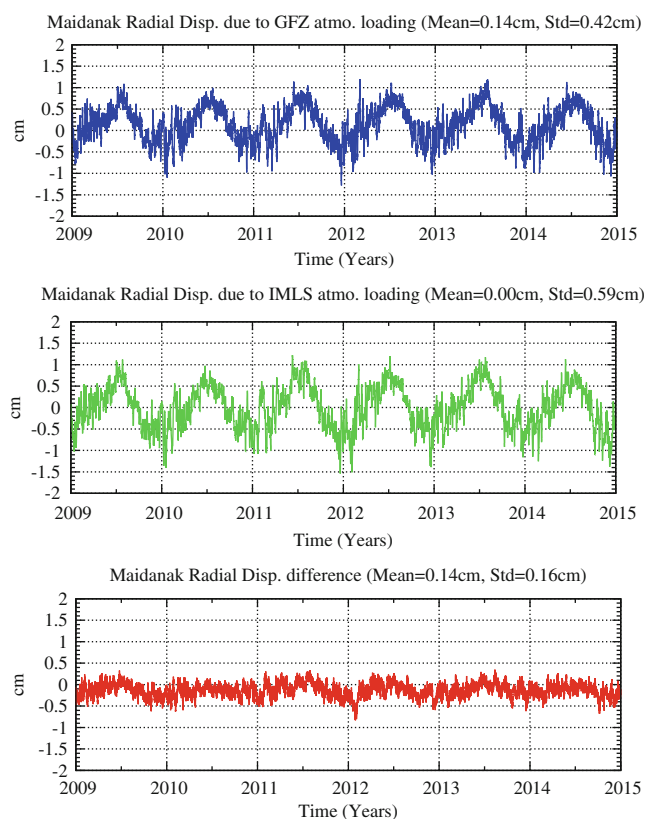 Maidanak Radial Disp. due to GFZ atmo. loading (Mean=0.14cm, Std=0.42cm)
2
1.5
1
0.5
0
-0.5
-1
-1.5
-2
cm
2009 2010 2011 2012 2013 2014 2015
Time (Years)
Maidanak Radial Disp. due to IMLS atmo. loading (Mean=0.00cm, Std=0.59cm)
2
1.5
1
0.5
0
-0.5
-1
-1.5
-2
cm
2009 2010 2011 2012 2013 2014 2015
Time (Years)
Maidanak Radial Disp. difference (Mean=0.14cm, Std=0.16cm)
2
1.5
1
0.5
0
-0.5
-1
-1.5
-2
cm
2009 2010 2011 2012 2013 2014 2015
Time (Years)